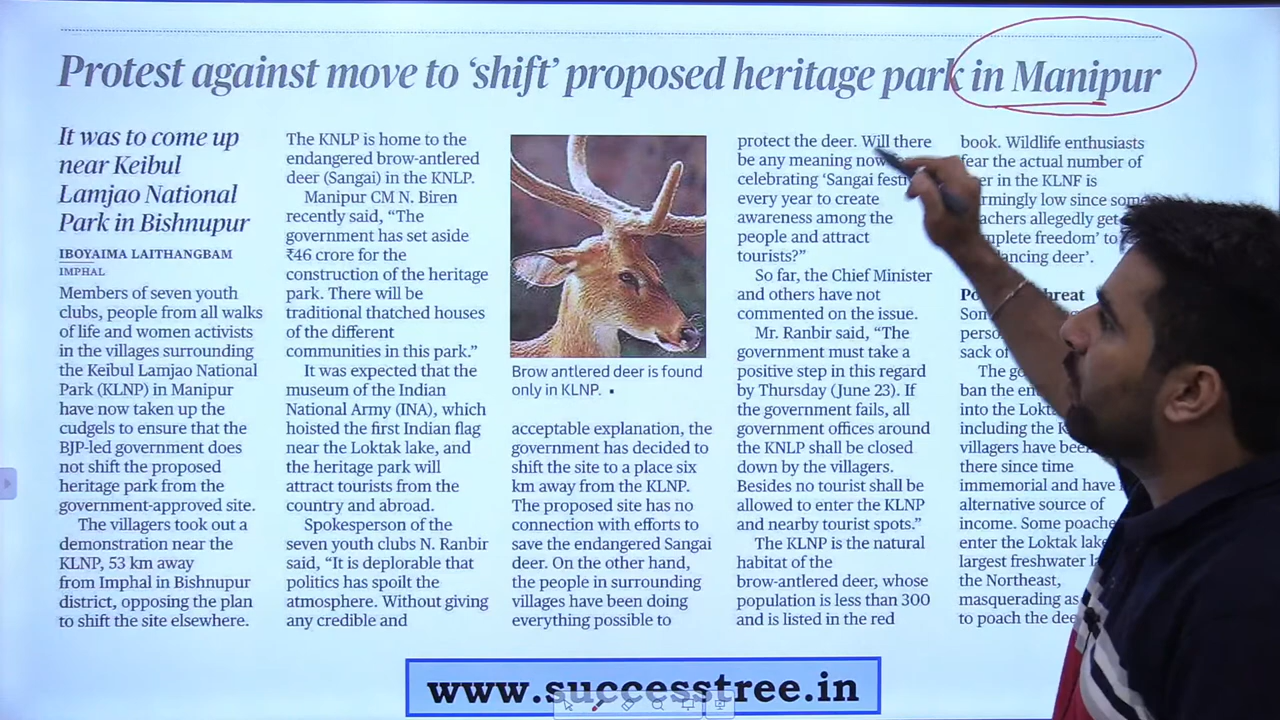 Protest against move to ‘shift’ proposed heritage park in Manipur
It was to come up
near Keibul
Lamjao National
Park in Bishnupur
IBOYAIMA LAITHANGBAM
IMPHAL
Members of seven youth
clubs, people from all walks
of life and women activists
in the villages surrounding
the Keibul Lamjao National
Park (KLNP) in Manipur
have now taken up the
cudgels to ensure that the
BJP-led government does
not shift the proposed
heritage park from the
government-approved site.
The villagers took out a
demonstration near the
KLNP, 53 km away
from Imphal in Bishnupur
district, opposing the plan
to shift the site elsewhere.
The KNLP is home to the
endangered brow-antlered
deer (Sangai) in the KNLP.
Manipur CM N. Biren
recently said, “The
government has set aside
₹46 crore for the
construction of the heritage
park. There will be
traditional thatched houses
of the different
communities in this park.”
It was expected that the
museum of the Indian
National Army (INA), which
hoisted the first Indian flag
near the Loktak lake, and
the heritage park will
attract tourists from the
country and abroad.
Spokesperson of the
seven youth clubs N. Ranbir
said, “It is deplorable that
politics has spoilt the
atmosphere. Without giving
any credible and
Brow antlered deer is found
only in KLNP.
acceptable explanation, the
government has decided to
shift the site to a place six
km away from the KLNP.
The proposed site has no
connection with efforts to
save the endangered Sangai
deer. On the other hand,
the people in surrounding
villages have been doing
everything possible to
protect the deer. Will there
be any meaning now
celebrating ‘Sangai
every year to create
awareness among the
people and attract
tourists?”
So far, the Chief Minister
and others have not
commented on the issue.
Mr. Ranbir said, “The
government must take a
positive step in this regard
by Thursday (June 23). If
the government fails, all
government offices around
the KNLP shall be closed
down by the villagers.
Besides no tourist shall be
allowed to enter the KLNP
and nearby tourist spots.”
The KLNP is the natural
habitat of the
brow-antlered deer, whose
population is less than 300
and is listed in the red
book. Wildlife enthusiasts
fear the actual number of
in the KLNF is
since some
allegedly get
freedom’ to
deer’.
sack of
The
ban the
into the
including the
villagers have been
there since time
immemorial and have
alternative source of
income. Some
enter the Loktak lake
largest freshwater
the Northeast,
masquerading as
to poach the
www.successtree.in